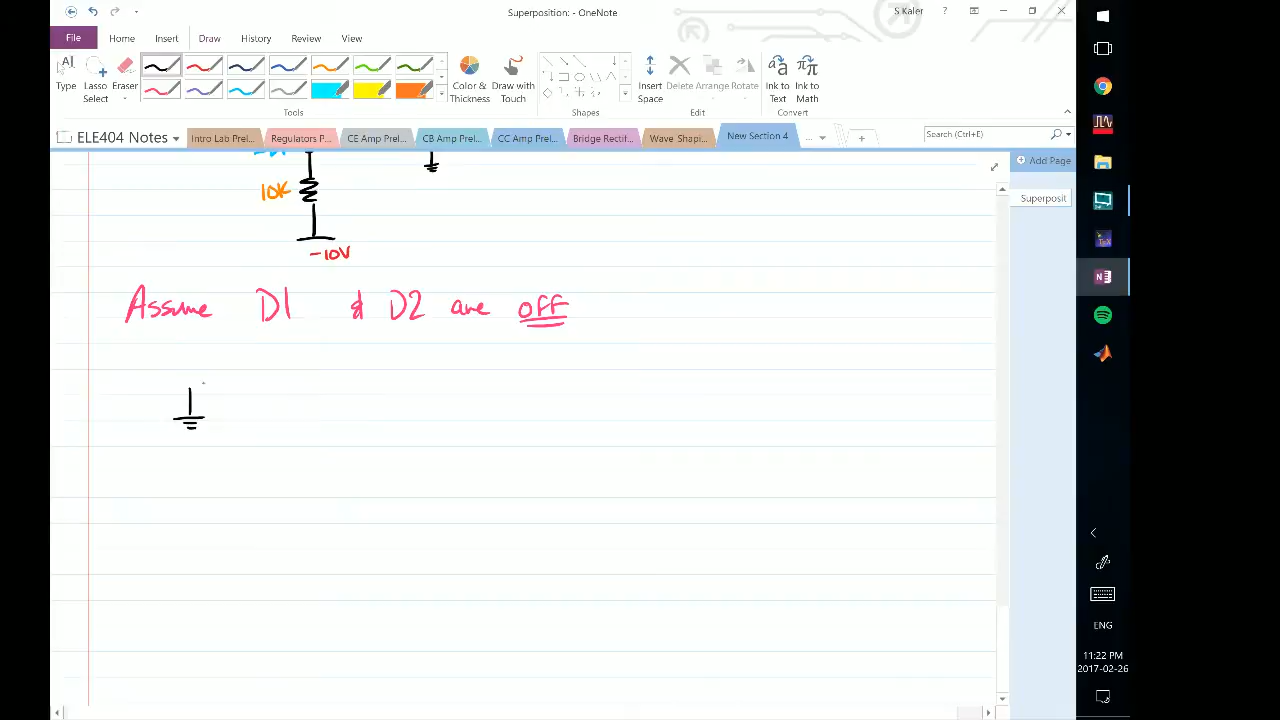 Superposition: - OneNote
S Kaler
?
File
Home
Insert
Draw
History
Review
View
Type
Lasso Select
Eraser
Color & Thickness
Draw with Touch
Insert Space
Delete
Arrange
Rotate
Ink to Text
Ink to Math
Tools
Shapes
Edit
Convert
ELE404 Notes
Intro Lab Prel...
Regulators P...
CE Amp Prel...
CB Amp Prel...
CC Amp Prel...
Bridge Rectif...
Wave Shapi...
New Section 4
...
Search (Ctrl+E)
Add Page
Superposit
10K
-10V
Assume D1 & D2 are off
ENG
11:22 PM
2017-02-26